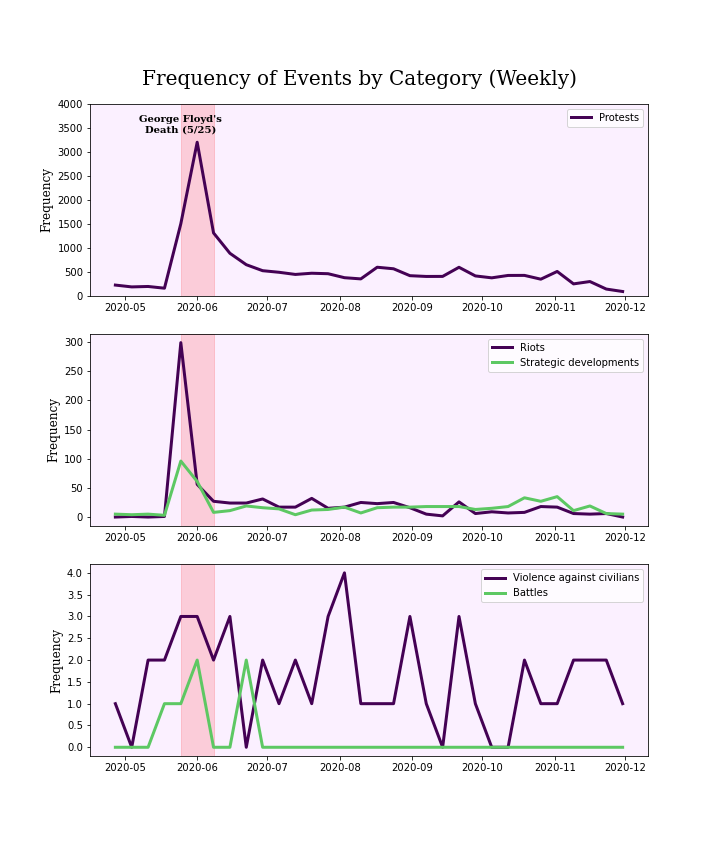 Frequency of Events by Category (Weekly)
4000
3500
3000
2500
2000
1500
1000
500
0
Frequency
George Floyd's
Death (5/25)
Protests
2020-05 2020-06 2020-07 2020-08 2020-09 2020-10 2020-11 2020-12
300
250
200
150
100
50
0
Frequency
Riots
Strategic developments
2020-05 2020-06 2020-07 2020-08 2020-09 2020-10 2020-11 2020-12
4.0
3.5
3.0
2.5
2.0
1.5
1.0
0.5
0.0
Frequency
Violence against civilians
Battles
2020-05 2020-06 2020-07 2020-08 2020-09 2020-10 2020-11 2020-12